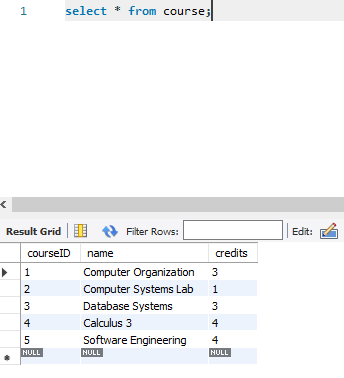 1 select * from course;
Result Grid Filter Rows: Edit:
courseID name credits
1 Computer Organization 3
2 Computer Systems Lab 1
3 Database Systems 3
4 Calculus 3 4
5 Software Engineering 4
NULL NULL NULL